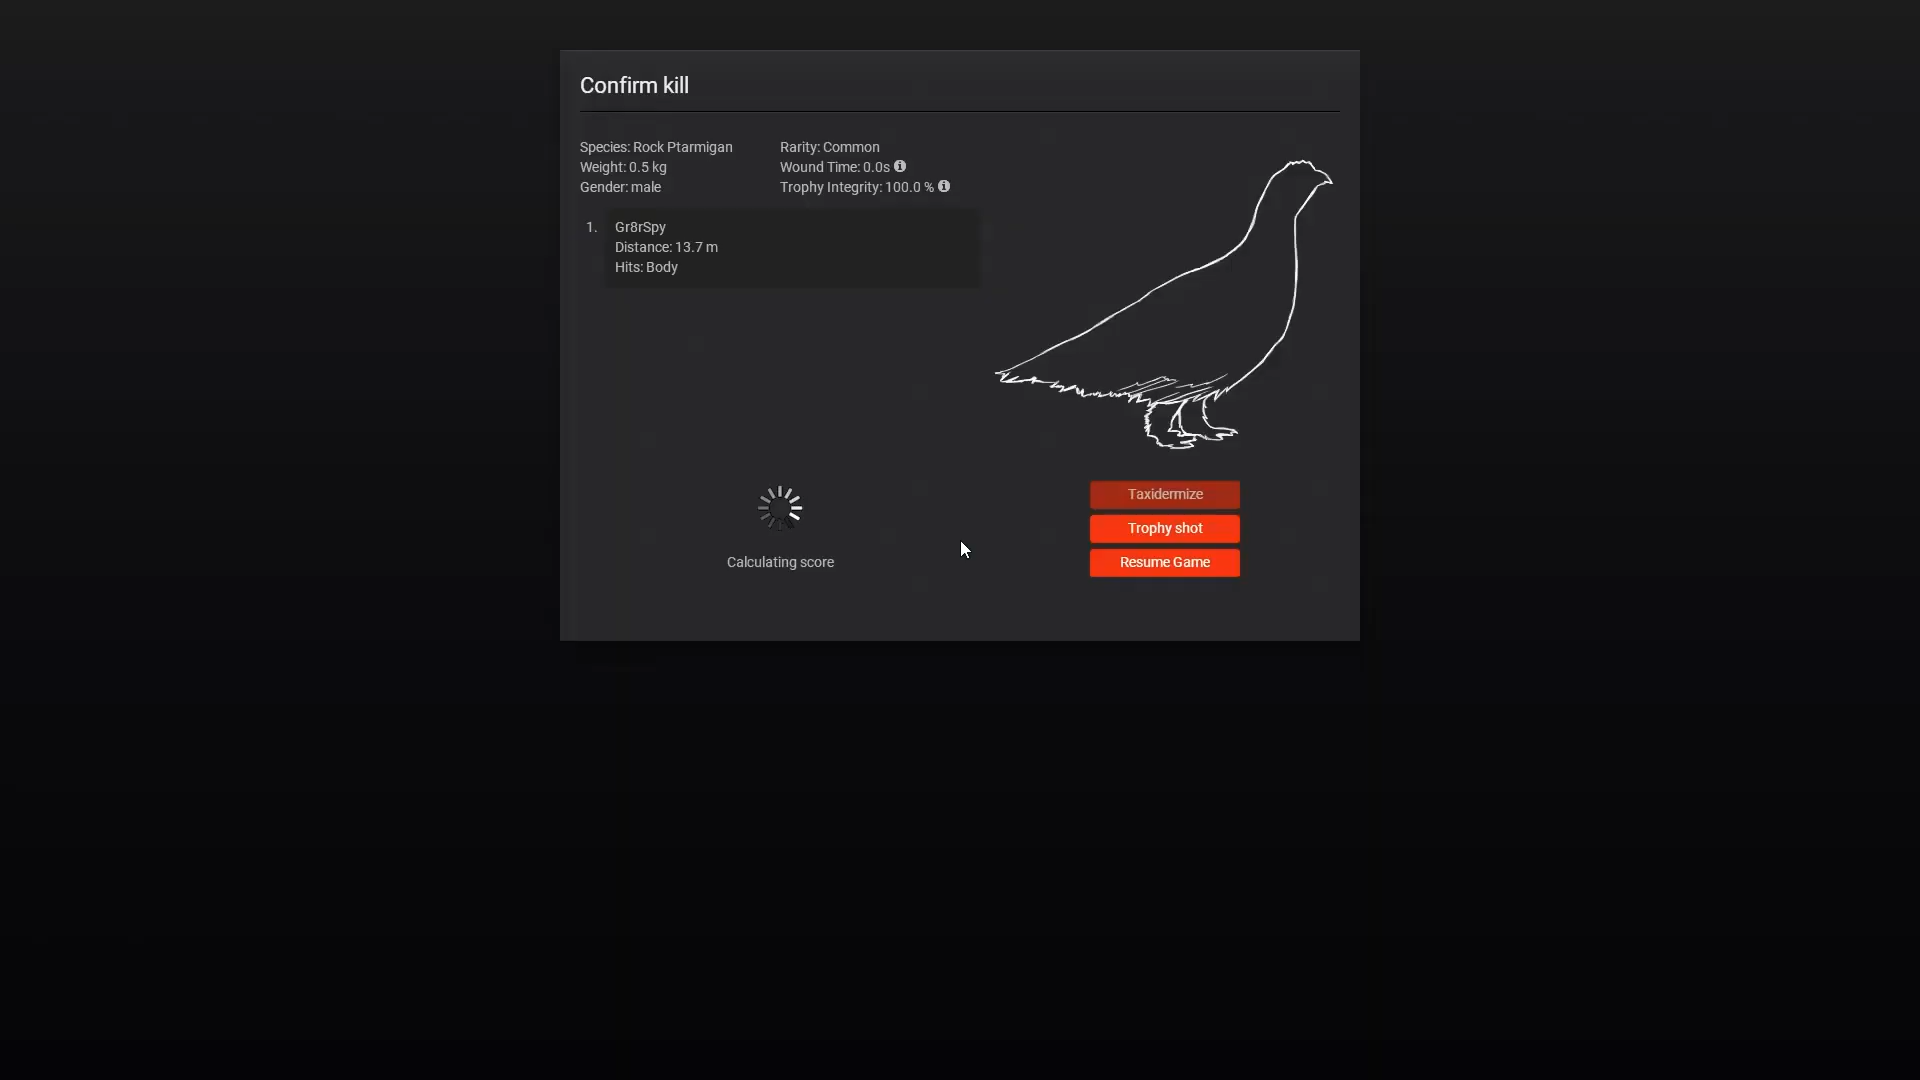 Confirm kill
Species: Rock Ptarmigan
Weight: 0.5 kg
Gender: male
Rarity: Common
Wound Time: 0.0s
Trophy Integrity: 100.0 %
1.
Gr8rSpy
Distance: 13.7 m
Hits: Body
Calculating score
Taxidermize
Trophy shot
Resume Game